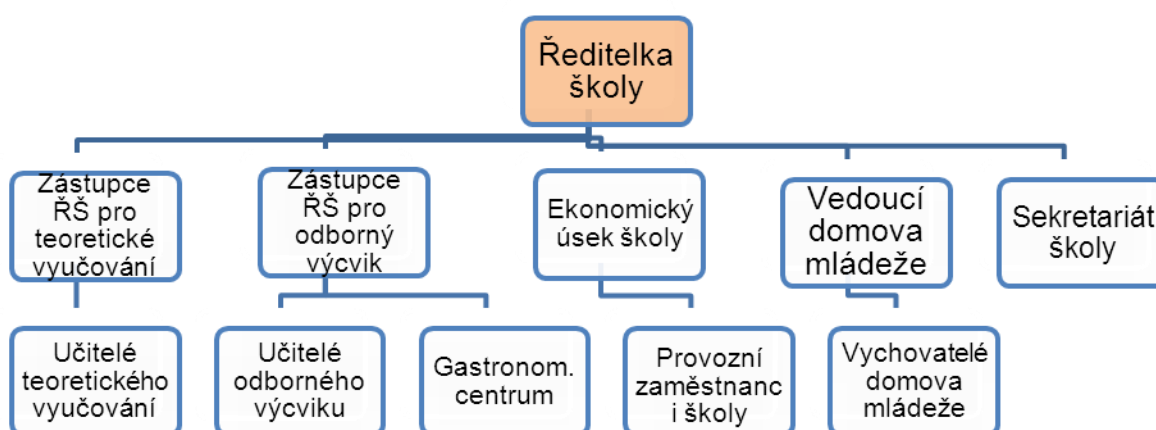 Ředitelka
školy
Zástupce
ŘŠ pro
teoretické
vyučování
Zástupce
ŘŠ pro
odborný
výcvik
Ekonomický
úsek školy
Vedoucí
domova
mládeže
Sekretariát
školy
Učitelé
teoretického
vyučování
Učitelé
odborného
výcviku
Gastronom.
centrum
Provozní
zaměstnanc
i školy
Vychovatelé
domova
mládeže